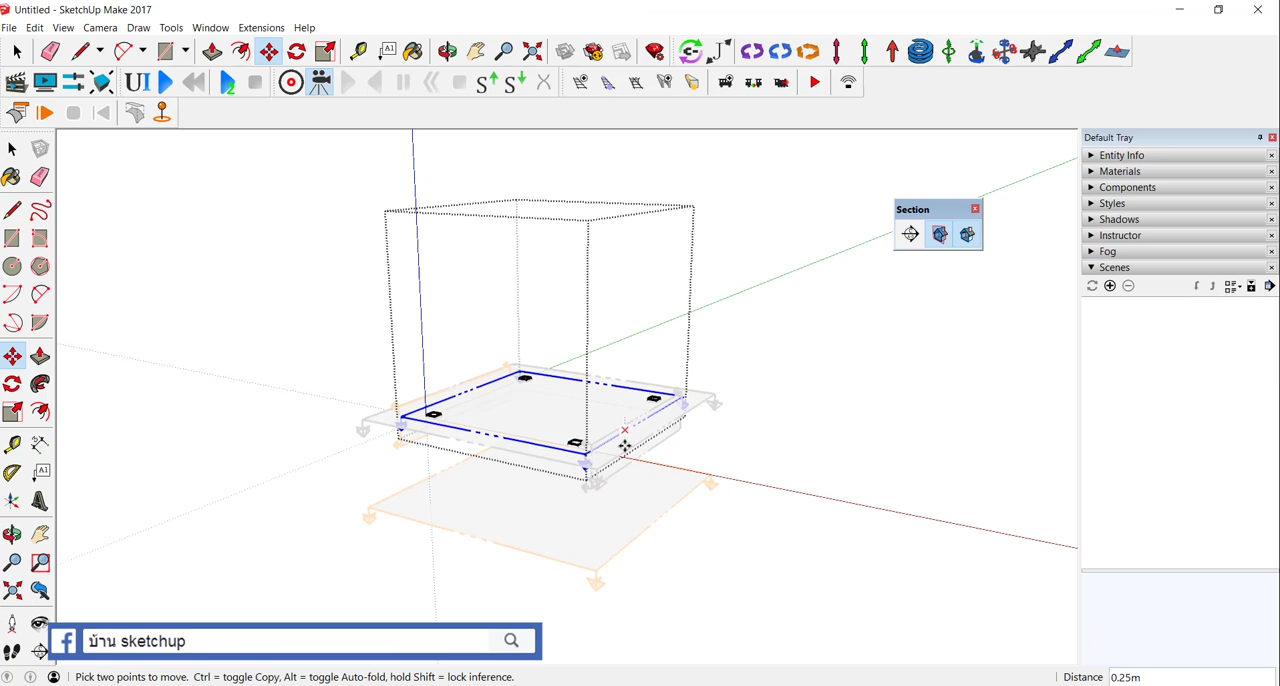 Untitled - SketchUp Make 2017
File Edit View Camera Draw Tools Window Extensions Help
UI
Default Tray
Entity Info
Materials
Components
Styles
Shadows
Instructor
Fog
Scenes
Section
บ้าน sketchup
Pick two points to move. Ctrl = toggle Copy, Alt = toggle Auto-fold, hold Shift = lock inference.
Distance 0.25m